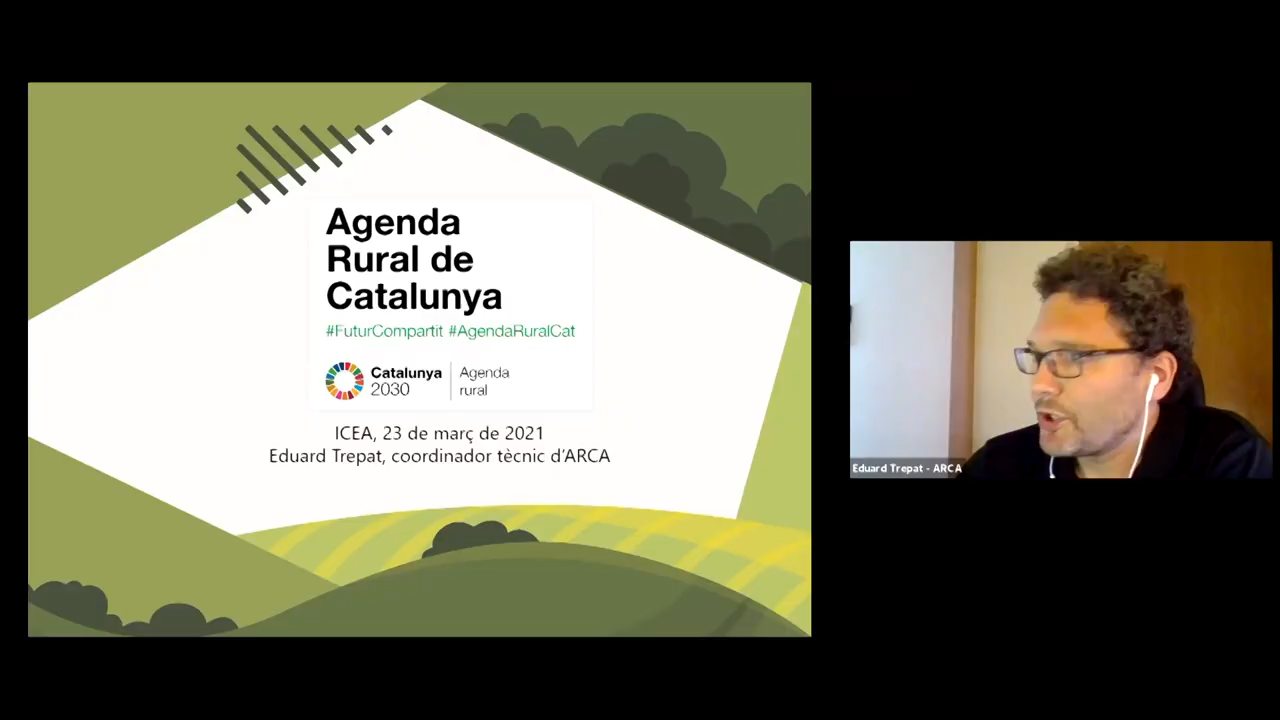 Agenda
Rural de
Catalunya
#FuturCompartit #AgendaRuralCat
Catalunya
2030
Agenda
rural
ICEA, 23 de març de 2021
Eduard Trepat, coordinador tècnic d'ARCA
Eduard Trepat - ARCA